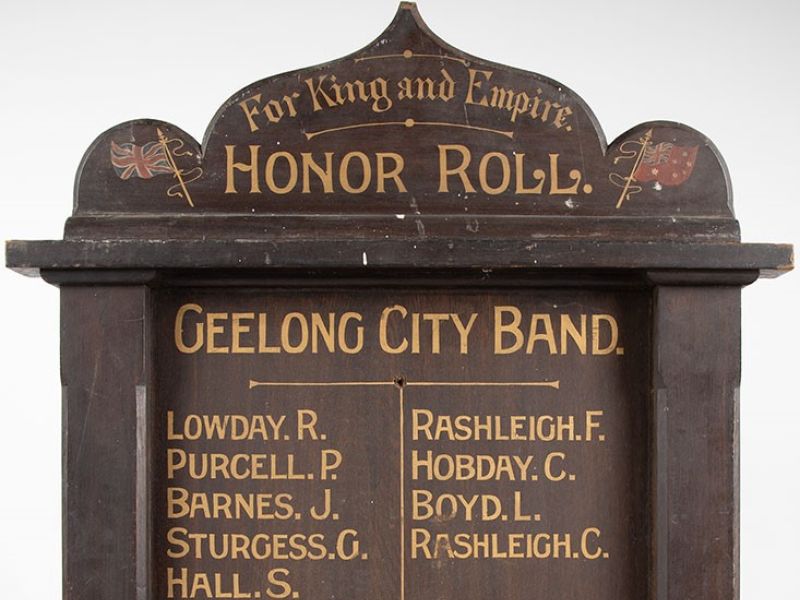 For King and Empire.
HONOR ROLL.
GEELONG CITY BAND.
LOWDAY. R.
PURCELL. P.
BARNES. J.
STURGESS. G.
HALL. S.
RASHLEIGH. F.
HOBDAY. C.
BOYD. L.
RASHLEIGH. C.